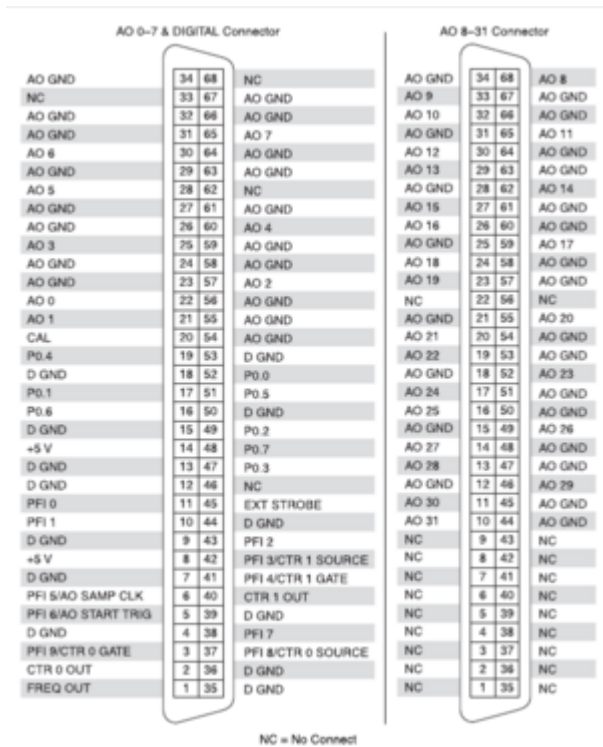 AO 0–7 & DIGITAL Connector
AO GND 34 68 NC
NC 33 67 AO GND
AO GND 32 66 AO GND
AO GND 31 65 AO 7
AO 6 30 64 AO GND
AO GND 29 63 AO GND
AO 5 28 62 NC
AO GND 27 61 AO GND
AO GND 26 60 AO 4
AO 3 25 59 AO GND
AO GND 24 58 AO GND
AO GND 23 57 AO 2
AO 0 22 56 AO GND
AO 1 21 55 AO GND
CAL 20 54 AO GND
P0.4 19 53 D GND
D GND 18 52 P0.0
P0.1 17 51 P0.5
P0.6 16 50 D GND
D GND 15 49 P0.2
+5 V 14 48 P0.7
D GND 13 47 P0.3
D GND 12 46 NC
PFI 0 11 45 EXT STROBE
PFI 1 10 44 D GND
D GND 9 43 PFI 2
+5 V 8 42 PFI 3/CTR 1 SOURCE
D GND 7 41 PFI 4/CTR 1 GATE
PFI 5/AO SAMP CLK 6 40 CTR 1 OUT
PFI 6/AO START TRIG 5 39 D GND
D GND 4 38 PFI 7
PFI 9/CTR 0 GATE 3 37 PFI 8/CTR 0 SOURCE
CTR 0 OUT 2 36 D GND
FREQ OUT 1 35 D GND
AO 8–31 Connector
AO GND 34 68 AO 8
AO 9 33 67 AO GND
AO 10 32 66 AO GND
AO GND 31 65 AO 11
AO 12 30 64 AO GND
AO 13 29 63 AO GND
AO GND 28 62 AO 14
AO 15 27 61 AO GND
AO 16 26 60 AO GND
AO GND 25 59 AO 17
AO 18 24 58 AO GND
AO 19 23 57 AO GND
NC 22 56 NC
AO GND 21 55 AO 20
AO 21 20 54 AO GND
AO 22 19 53 AO GND
AO GND 18 52 AO 23
AO 24 17 51 AO GND
AO 25 16 50 AO GND
AO GND 15 49 AO 26
AO 27 14 48 AO GND
AO 28 13 47 AO GND
AO GND 12 46 AO 29
AO 30 11 45 AO GND
AO 31 10 44 AO GND
NC 9 43 NC
NC 8 42 NC
NC 7 41 NC
NC 6 40 NC
NC 5 39 NC
NC 4 38 NC
NC 3 37 NC
NC 2 36 NC
NC 1 35 NC
NC = No Connect